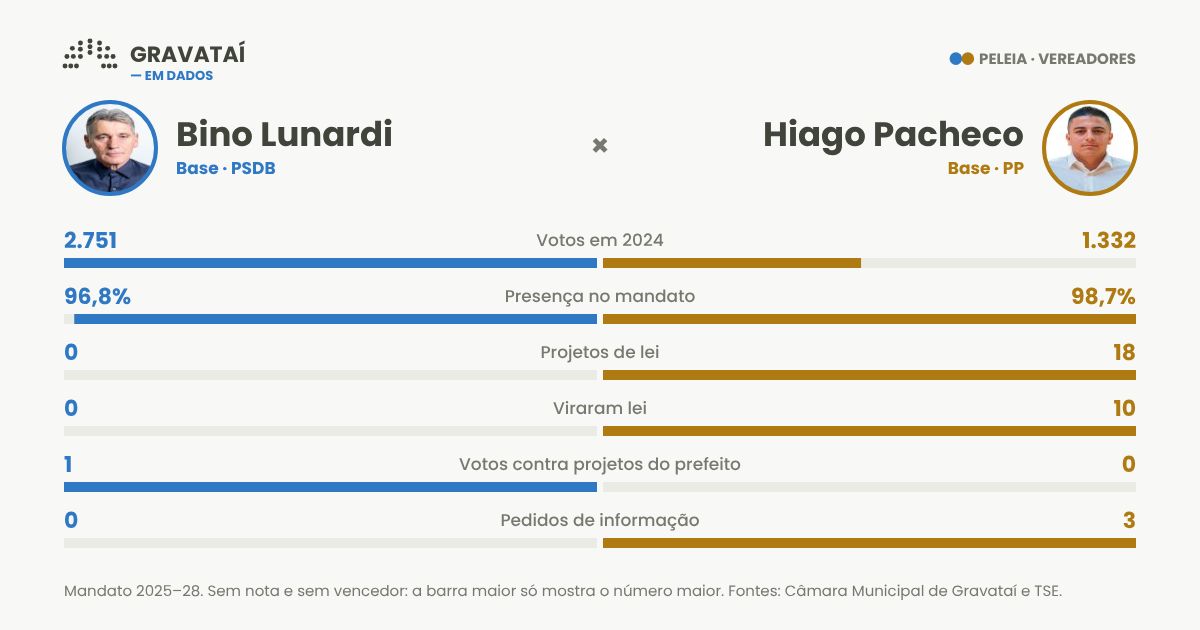 GRAVATAÍ
— EM DADOS
PELEIA · VEREADORES
Bino Lunardi
Base · PSDB
×
Hiago Pacheco
Base · PP
2.751 Votos em 2024 1.332
96,8% Presença no mandato 98,7%
0 Projetos de lei 18
0 Viraram lei 10
1 Votos contra projetos do prefeito 0
0 Pedidos de informação 3
Mandato 2025–28. Sem nota e sem vencedor: a barra maior só mostra o número maior. Fontes: Câmara Municipal de Gravataí e TSE.